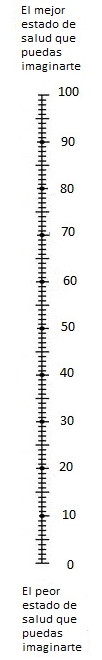 El mejor
estado de
salud que
puedas
imaginarte
100
90
80
70
60
50
40
30
20
10
0
El peor
estado de
salud que
puedas
imaginarte